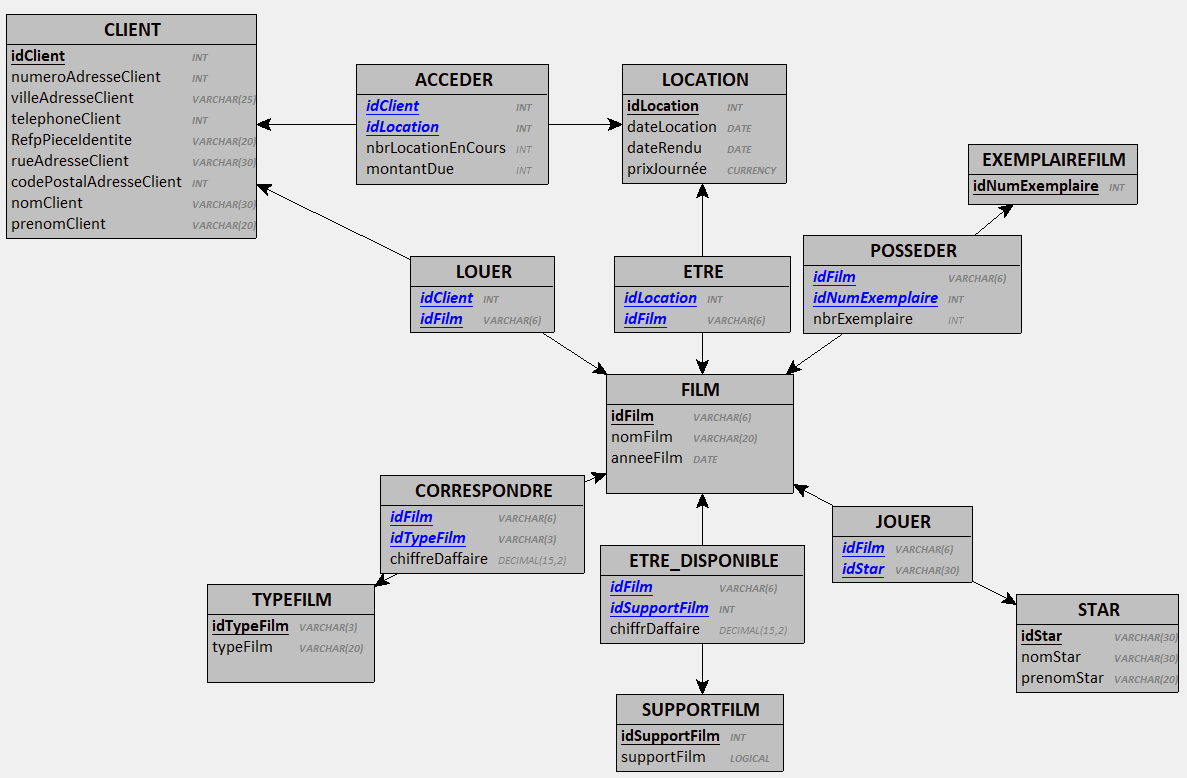 CLIENT
idClient INT
numeroAdresseClient INT
villeAdresseClient VARCHAR(25)
telephoneClient INT
RefpPieceIdentite VARCHAR(20)
rueAdresseClient VARCHAR(30)
codePostalAdresseClient INT
nomClient VARCHAR(30)
prenomClient VARCHAR(20)
ACCEDER
idClient INT
idLocation INT
nbrLocationEnCours INT
montantDue INT
LOCATION
idLocation INT
dateLocation DATE
dateRendu DATE
prixJournée CURRENCY
EXEMPLAIREFILM
idNumExemplaire INT
LOUER
idClient INT
idFilm VARCHAR(6)
ETRE
idLocation INT
idFilm VARCHAR(6)
POSSEDER
idFilm VARCHAR(6)
idNumExemplaire INT
nbrExemplaire INT
FILM
idFilm VARCHAR(6)
nomFilm VARCHAR(20)
anneeFilm DATE
CORRESPONDRE
idFilm VARCHAR(6)
idTypeFilm VARCHAR(3)
chiffreDaffaire DECIMAL(15,2)
JOUER
idFilm VARCHAR(6)
idStar VARCHAR(30)
ETRE_DISPONIBLE
idFilm VARCHAR(6)
idSupportFilm INT
chiffrDaffaire DECIMAL(15,2)
TYPEFILM
idTypeFilm VARCHAR(3)
typeFilm VARCHAR(20)
STAR
idStar VARCHAR(30)
nomStar VARCHAR(30)
prenomStar VARCHAR(20)
SUPPORTFILM
idSupportFilm INT
supportFilm LOGICAL